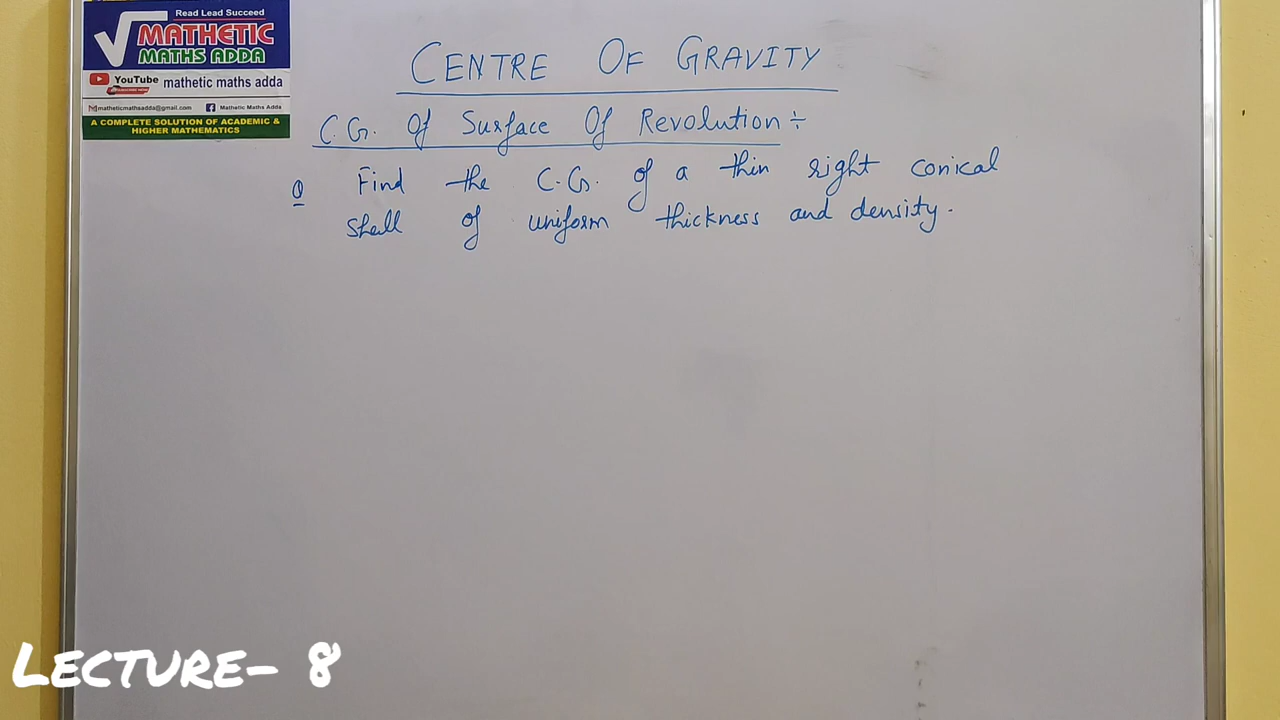 Read Lead Succeed
MATHETIC
MATHS ADDA
YouTube mathetic maths adda
SUBSCRIBE NOW
matheticmathsadda@gmail.com Mathetic Maths Adda
A COMPLETE SOLUTION OF ACADEMIC &
HIGHER MATHEMATICS
CENTRE OF GRAVITY
C.G. Of Surface Of Revolution ÷
Q Find the C.G. of a thin right conical
shell of uniform thickness and density.
LECTURE- 8